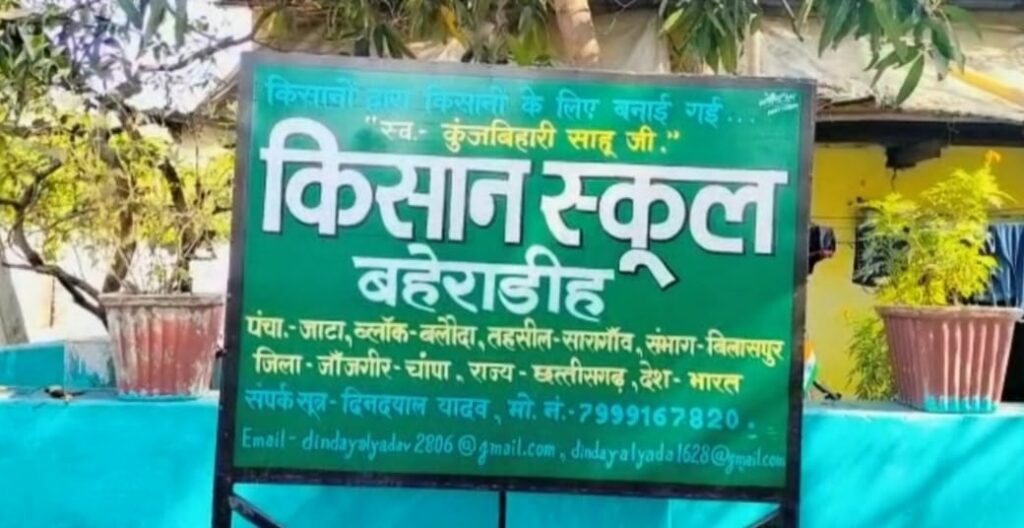 किसानों द्वारा किसानों के लिए बनाई गई...
"स्व.- कुंजबिहारी साहू जी."
किसान स्कूल
बहेराडीह
पंचा.-जाटा, ब्लॉक-बलौदा, तहसील-सारागाँव, संभाग-बिलासपुर
जिला-जाँजगीर-चांपा, राज्य-छत्तीसगढ़, देश-भारत
संपर्क सूत्र-दिनदयाल यादव, मो.नं.-7999167820.
Email-dindayalyadav2806@gmail.com, dindayalyada1628@gmail.com